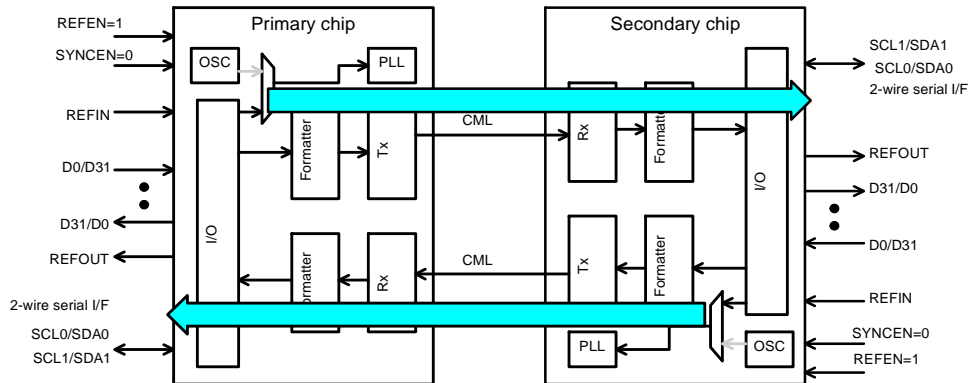 Primary chip
Secondary chip
REFEN=1
SYNCEN=0
OSC
PLL
SCL1/SDA1
SCL0/SDA0
2-wire serial I/F
REFIN
CML
Formatter
Tx
Rx
Formatter
D0/D31
REFOUT
D31/D0
I/O
I/O
D31/D0
D0/D31
REFOUT
CML
Formatter
Rx
Tx
Formatter
2-wire serial I/F
REFIN
SCL0/SDA0
SCL1/SDA1
PLL
OSC
SYNCEN=0
REFEN=1